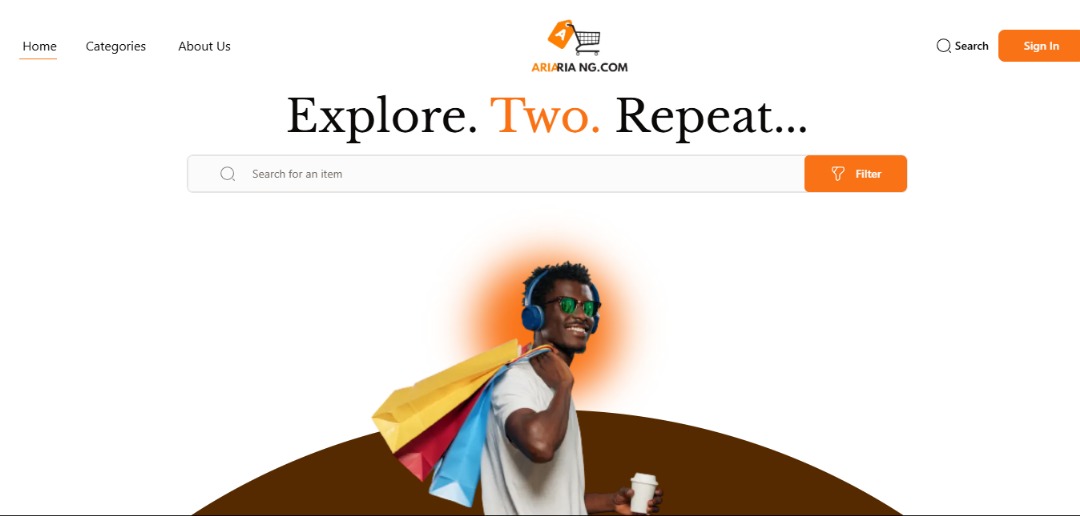 Home
Categories
About Us
A
ARIARIA NG.COM
Search
Sign In
Explore. Two. Repeat...
Search for an item
Filter